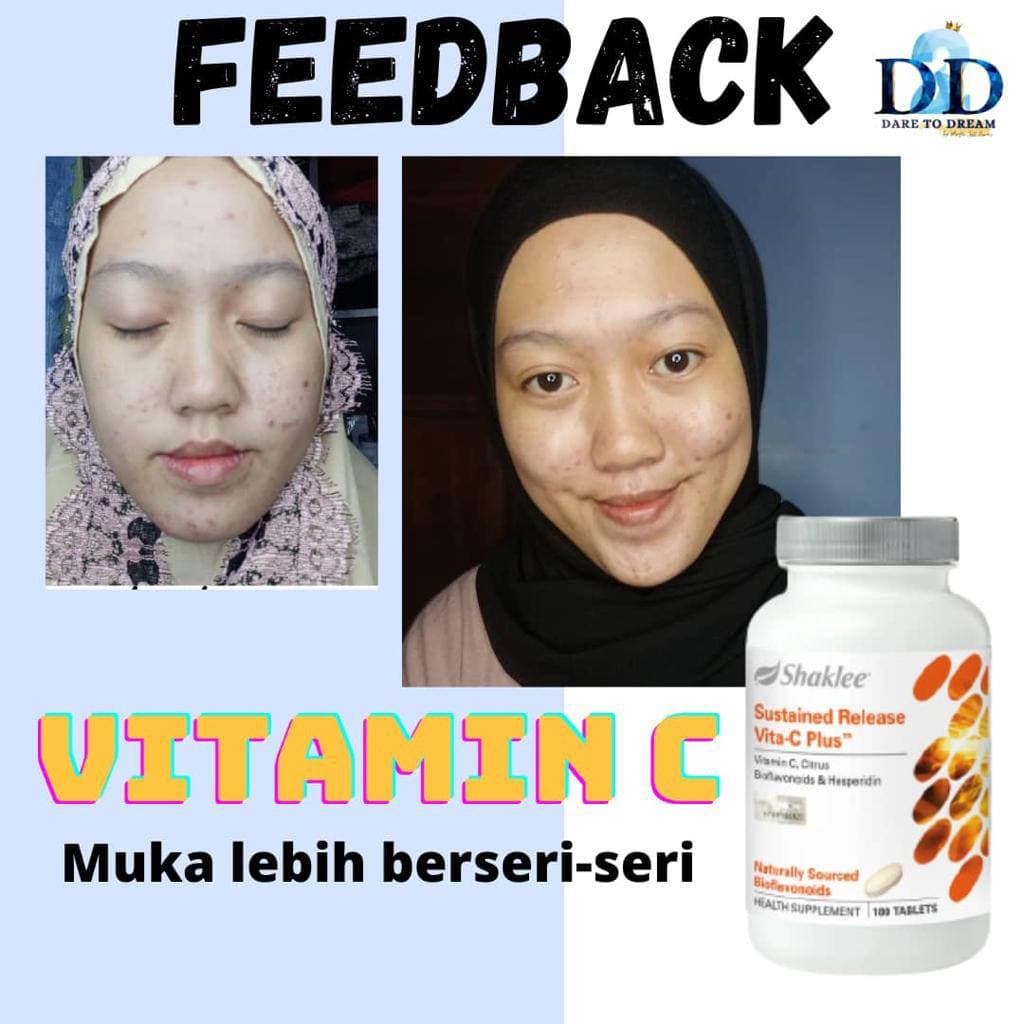 FEEDBACK
DD
DARE TO DREAM
VITAMIN C
Muka lebih berseri-seri
Shaklee
Sustained Release
Vita-C Plus™
Vitamin C, Citrus
Bioflavonoids & Hesperidin
Naturally Sourced
Bioflavonoids
HEALTH SUPPLEMENT | 180 TABLETS